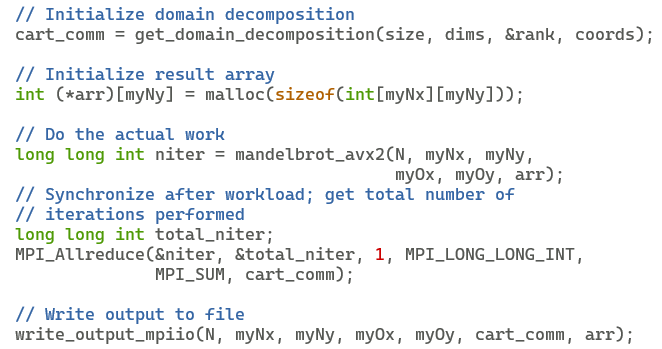 // Initialize domain decomposition
cart_comm = get_domain_decomposition(size, dims, &rank, coords);
// Initialize result array
int (*arr)[myNy] = malloc(sizeof(int[myNx][myNy]));
// Do the actual work
long long int niter = mandelbrot_avx2(N, myNx, myNy,
myOx, myOy, arr);
// Synchronize after workload; get total number of
// iterations performed
long long int total_niter;
MPI_Allreduce(&niter, &total_niter, 1, MPI_LONG_LONG_INT,
MPI_SUM, cart_comm);
// Write output to file
write_output_mpiio(N, myNx, myNy, myOx, myOy, cart_comm, arr);